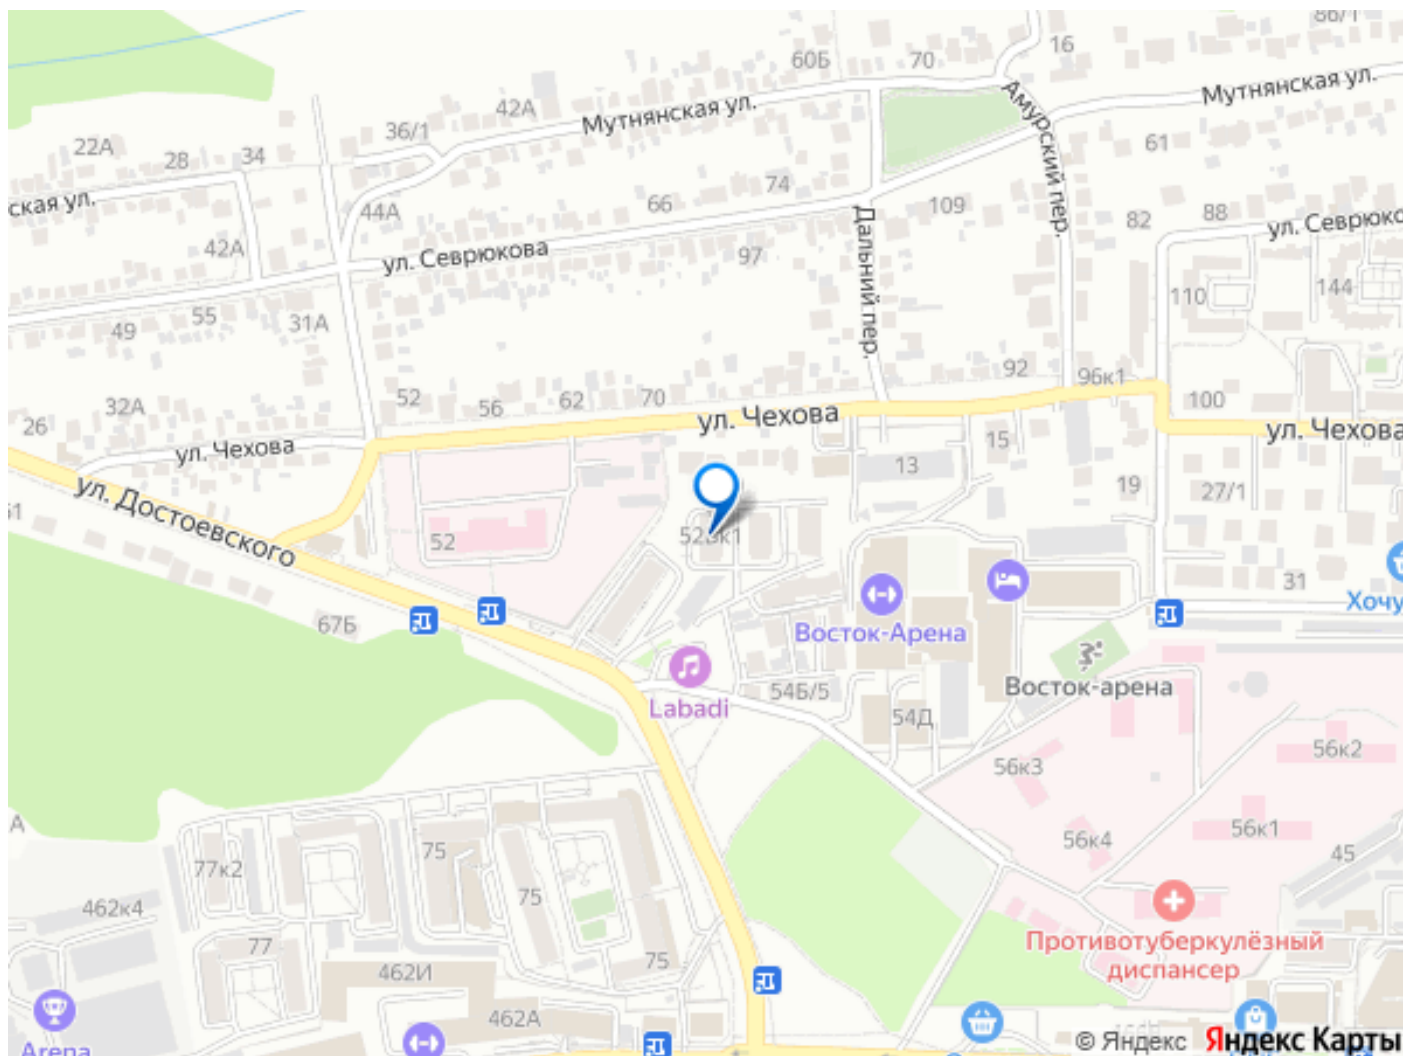 86/1
16
60Б
70
42А
Мутнянская ул.
Мутнянская ул.
Амурский пер.
36/1
22А
28
34
61
ская ул.
44А
66
74
109
82
88
ул. Севрюкова
ул. Севрюко
42А
97
Дальний пер.
110
144
49
55
31А
92
96к1
52
56
62
70
100
26
32А
ул. Чехова
ул. Чехова
ул. Чехова
15
13
19
27/1
ул. Достоевского
51
52
31
Хочу
67Б
Восток-Арена
Восток-арена
Labadi
54Б/5
54Д
56к3
56к2
56к1
56к4
45
А
77к2
75
75
462к4
77
462И
75
462А
Противотуберкулёзный
диспансер
Arena
© Яндекс Яндекс Карты